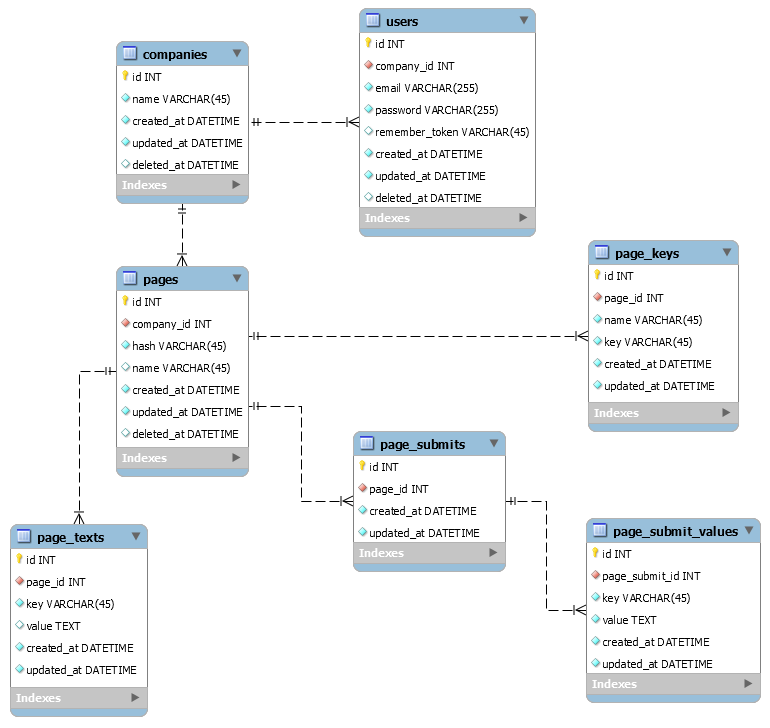 users
id INT
company_id INT
email VARCHAR(255)
password VARCHAR(255)
remember_token VARCHAR(45)
created_at DATETIME
updated_at DATETIME
deleted_at DATETIME
Indexes
companies
id INT
name VARCHAR(45)
created_at DATETIME
updated_at DATETIME
deleted_at DATETIME
Indexes
pages
id INT
company_id INT
hash VARCHAR(45)
name VARCHAR(45)
created_at DATETIME
updated_at DATETIME
deleted_at DATETIME
Indexes
page_keys
id INT
page_id INT
name VARCHAR(45)
key VARCHAR(45)
created_at DATETIME
updated_at DATETIME
Indexes
page_submits
id INT
page_id INT
created_at DATETIME
updated_at DATETIME
Indexes
page_texts
id INT
page_id INT
key VARCHAR(45)
value TEXT
created_at DATETIME
updated_at DATETIME
Indexes
page_submit_values
id INT
page_submit_id INT
key VARCHAR(45)
value TEXT
created_at DATETIME
updated_at DATETIME
Indexes